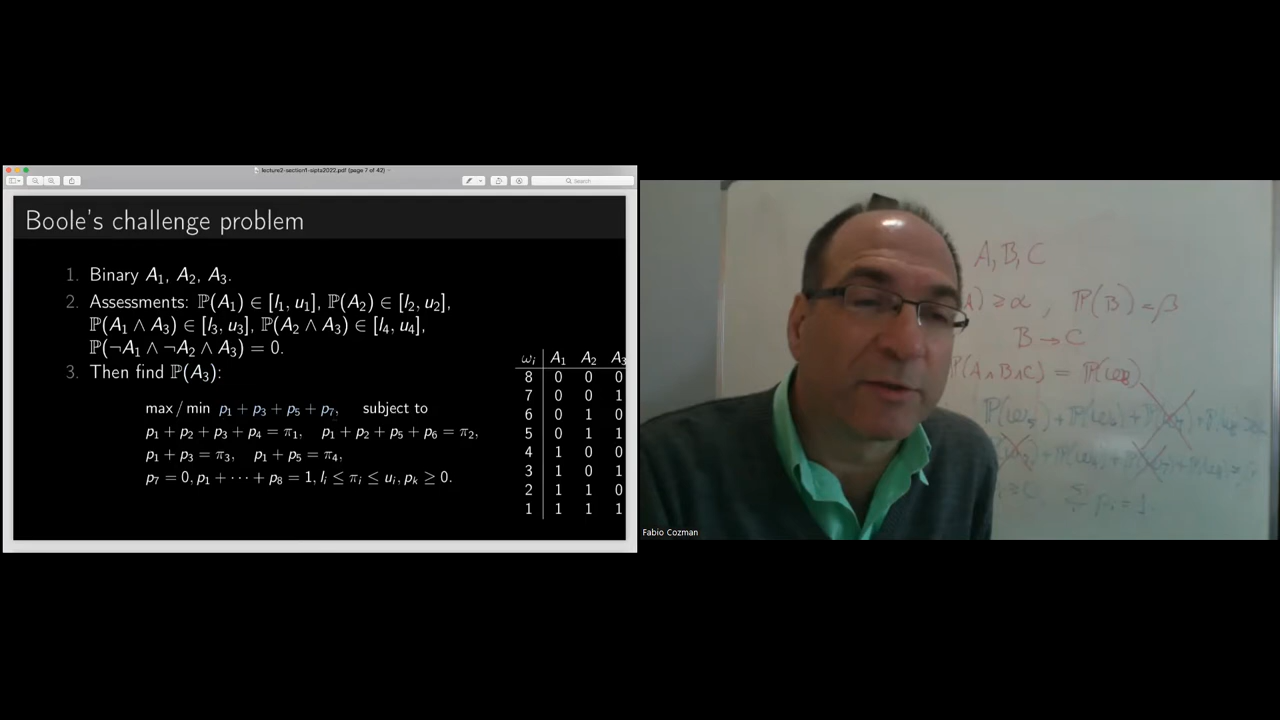 lecture2-section1-sipta2022.pdf (page 7 of 42)
Search
Boole's challenge problem
1. Binary A₁, A₂, A₃.
2. Assessments: ℙ(A₁) ∈ [l₁, u₁], ℙ(A₂) ∈ [l₂, u₂],
ℙ(A₁ ∧ A₃) ∈ [l₃, u₃], ℙ(A₂ ∧ A₃) ∈ [l₄, u₄],
ℙ(¬A₁ ∧ ¬A₂ ∧ A₃) = 0.
3. Then find ℙ(A₃):
max / min p₁ + p₃ + p₅ + p₇, subject to
p₁ + p₂ + p₃ + p₄ = π₁, p₁ + p₂ + p₅ + p₆ = π₂,
p₁ + p₃ = π₃, p₁ + p₅ = π₄,
p₇ = 0, p₁ + ⋯ + p₈ = 1, lᵢ ≤ πᵢ ≤ uᵢ, pₖ ≥ 0.
ωᵢ A₁ A₂ A₃
8 0 0 0
7 0 0 1
6 0 1 0
5 0 1 1
4 1 0 0
3 1 0 1
2 1 1 0
1 1 1 1
A, B, C
A) ≥ α , ℙ(B) = β
B → C
ℙ(A∧B∧C) = ℙ(ω₈)
Fabio Cozman